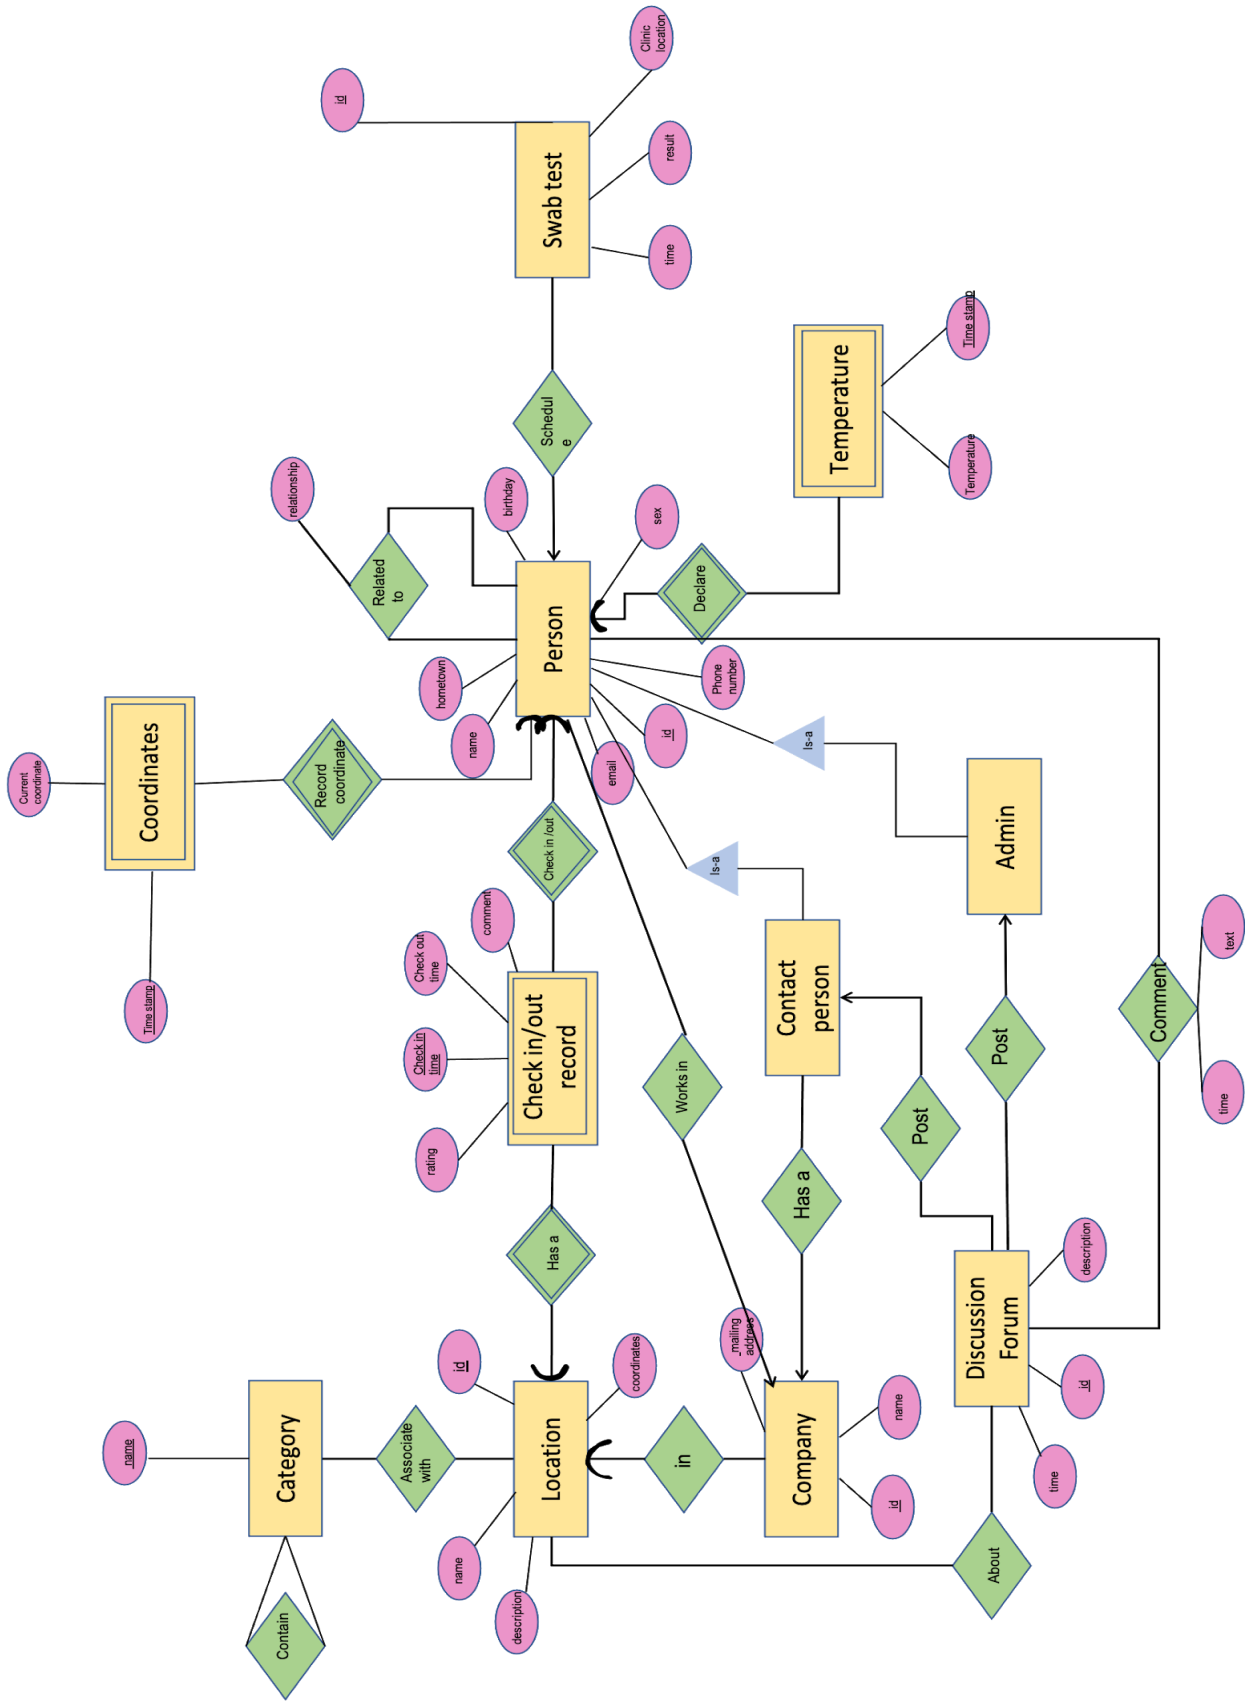 name
Category
Contain
Associate
with
id
coordinates
Location
name
description
Has a
Current
coordinate
Coordinates
Time stamp
Record
coordinate
Check out
time
comment
Check in
time
rating
Check in/out
record
Check in /out
relationship
Related
to
hometown
name
birthday
sex
Person
Phone
number
id
email
id
Clinic
location
result
time
Swab test
Schedul
e
Declare
Temperature
Time stamp
Temperature
Is-a
Is-a
Admin
Contact
person
Works in
Has a
Post
Post
in
mailing
address
Company
name
id
Discussion
Forum
description
id
time
About
Comment
text
time